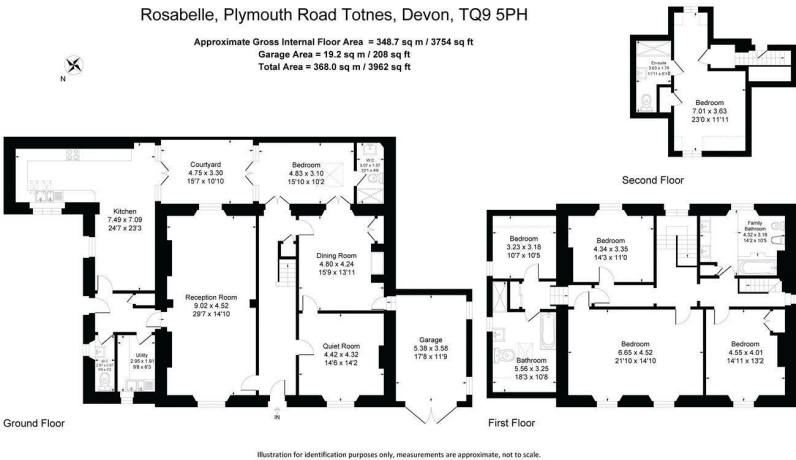 Rosabelle, Plymouth Road Totnes, Devon, TQ9 5PH
Approximate Gross Internal Floor Area = 348.7 sq m / 3754 sq ft
Garage Area = 19.2 sq m / 208 sq ft
Total Area = 368.0 sq m / 3962 sq ft
N
En-suite
Bedroom
7.01 x 3.63
23'0 x 11'11
Second Floor
Courtyard
4.75 x 3.30
15'7 x 10'10
Bedroom
4.83 x 3.10
15'10 x 10'2
W.C
Kitchen
7.49 x 7.09
24'7 x 23'3
Dining Room
4.80 x 4.24
15'9 x 13'11
Reception Room
9.02 x 4.52
29'7 x 14'10
Quiet Room
4.42 x 4.32
14'6 x 14'2
Garage
5.38 x 3.58
17'8 x 11'9
Utility
2.95 x 1.91
9'8 x 6'3
IN
Ground Floor
Bedroom
3.23 x 3.18
10'7 x 10'5
Bedroom
4.34 x 3.35
14'3 x 11'0
Family
Bathroom
4.32 x 3.18
14'2 x 10'5
Bathroom
5.56 x 3.25
18'3 x 10'8
Bedroom
6.65 x 4.52
21'10 x 14'10
Bedroom
4.55 x 4.01
14'11 x 13'2
First Floor
Illustration for identification purposes only, measurements are approximate, not to scale.